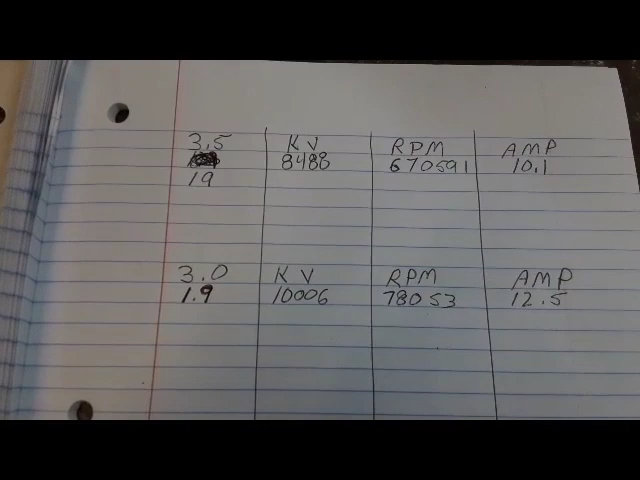 3.5 KV RPM AMP
8488 670591 10.1
19
3.0 KV RPM AMP
1.9 10006 78053 12.5